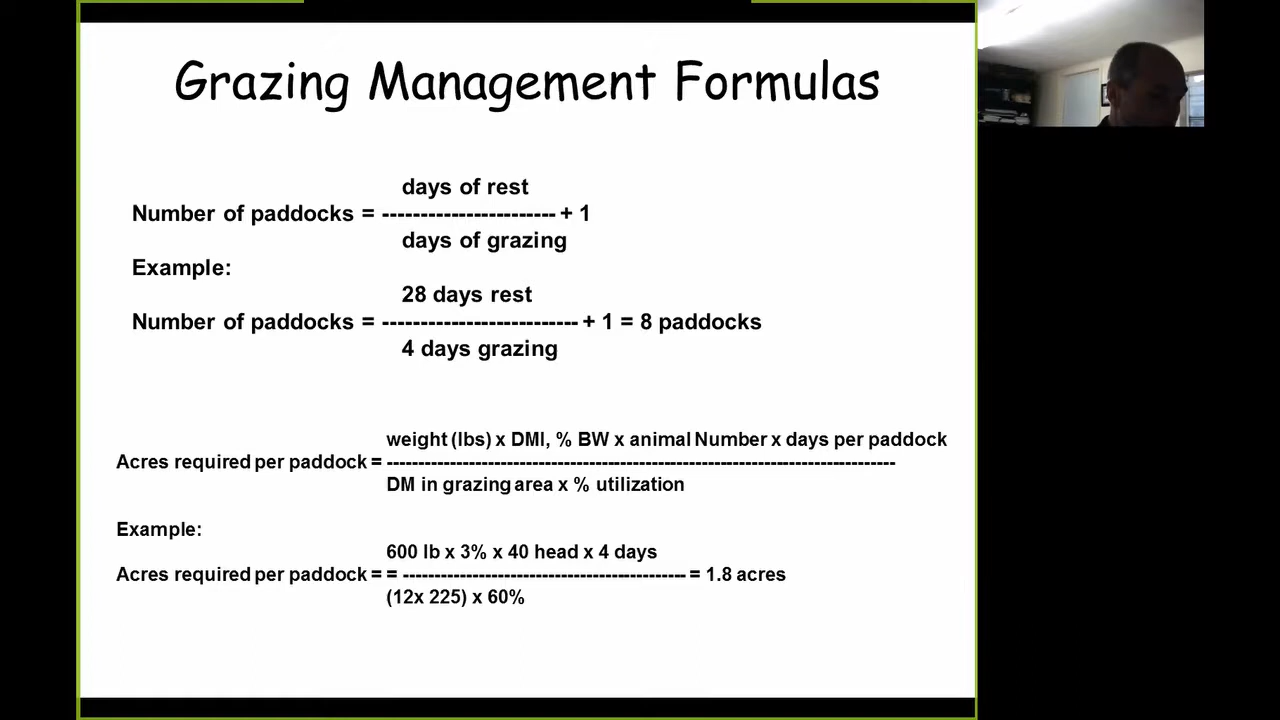 Grazing Management Formulas
days of rest
Number of paddocks = ----------------------- + 1
days of grazing
Example:
28 days rest
Number of paddocks = -------------------------- + 1 = 8 paddocks
4 days grazing
weight (lbs) x DMI, % BW x animal Number x days per paddock
Acres required per paddock = --------------------------------------------------------------------------------
DM in grazing area x % utilization
Example:
600 lb x 3% x 40 head x 4 days
Acres required per paddock = = --------------------------------------------- = 1.8 acres
(12x 225) x 60%